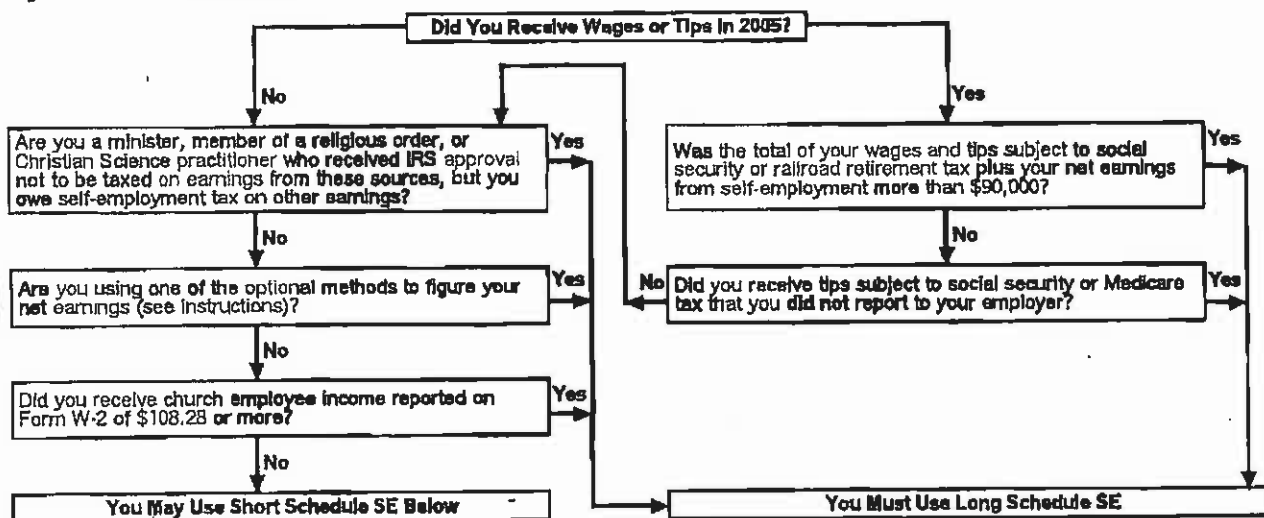 Did You Receive Wages or Tips in 2005?
No
Yes
Are you a minister, member of a religious order, or
Christian Science practitioner who received IRS approval
not to be taxed on earnings from these sources, but you
owe self-employment tax on other earnings?
Yes
Was the total of your wages and tips subject to social
security or railroad retirement tax plus your net earnings
from self-employment more than $90,000?
Yes
No
No
Are you using one of the optional methods to figure your
net earnings (see instructions)?
Yes
No
Did you receive tips subject to social security or Medicare
tax that you did not report to your employer?
Yes
No
Did you receive church employee income reported on
Form W-2 of $108.28 or more?
Yes
No
You May Use Short Schedule SE Below
You Must Use Long Schedule SE